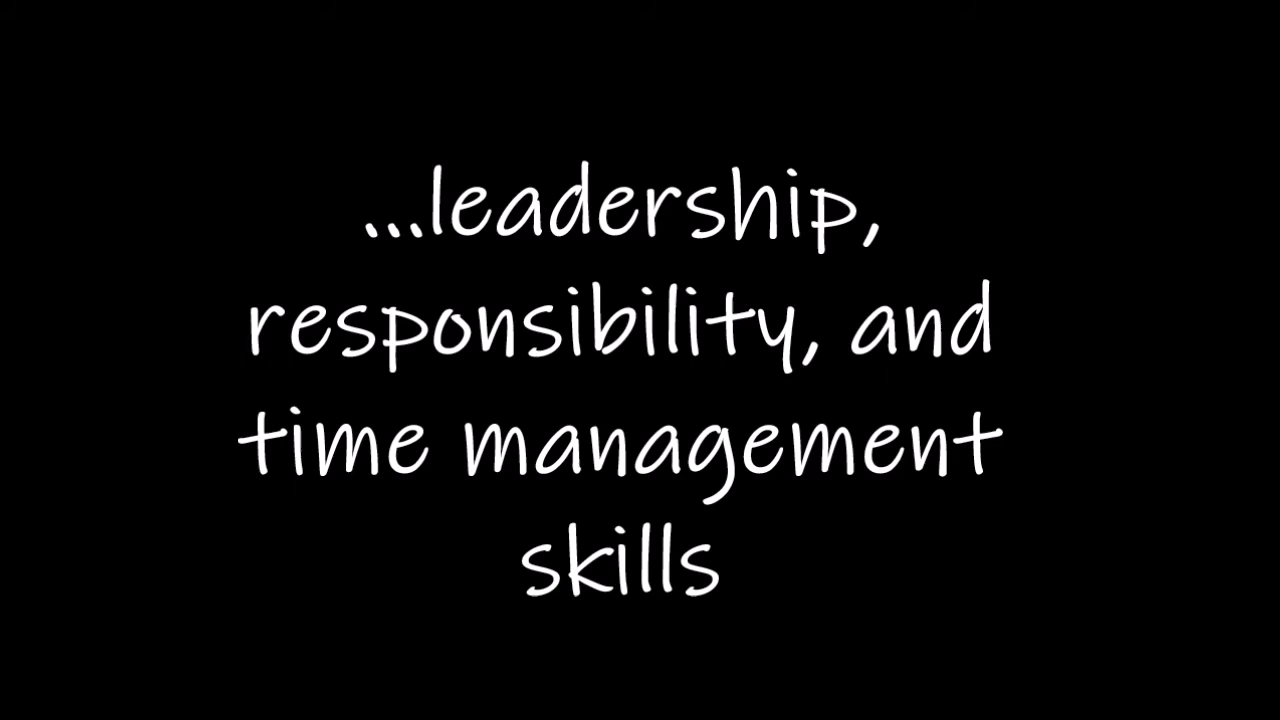 ...leadership,
responsibility, and
time management
skills